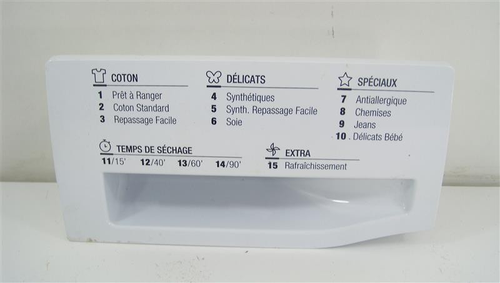 COTON
1 Prêt à Ranger
2 Coton Standard
3 Repassage Facile
DÉLICATS
4 Synthétiques
5 Synth. Repassage Facile
6 Soie
SPÉCIAUX
7 Antiallergique
8 Chemises
9 Jeans
10 Délicats Bébé
TEMPS DE SÉCHAGE
11/15' 12/40' 13/60' 14/90'
EXTRA
15 Rafraîchissement